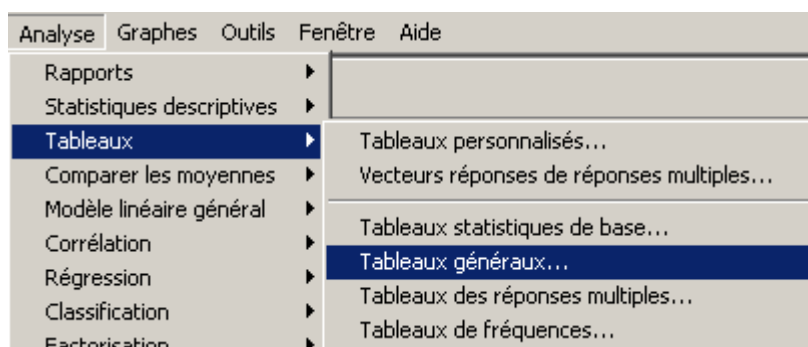 Analyse Graphes Outils Fenêtre Aide
Rapports
Statistiques descriptives
Tableaux
Comparer les moyennes
Modèle linéaire général
Corrélation
Régression
Classification
Factorisation
Tableaux personnalisés...
Vecteurs réponses de réponses multiples...
Tableaux statistiques de base...
Tableaux généraux...
Tableaux des réponses multiples...
Tableaux de fréquences...